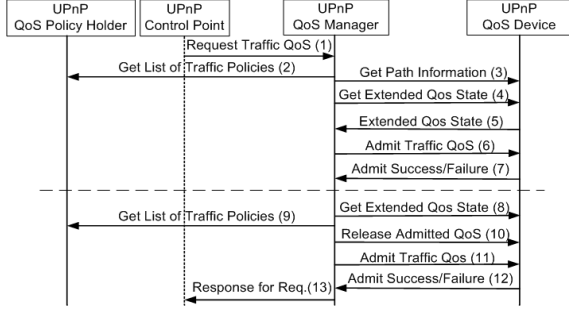 UPnP UPnP UPnP UPnP
QoS Policy Holder Control Point QoS Manager QoS Device
Request Traffic QoS (1)
Get List of Traffic Policies (2)
Get Path Information (3)
Get Extended Qos State (4)
Extended Qos State (5)
Admit Traffic QoS (6)
Admit Success/Failure (7)
Get Extended Qos State (8)
Get List of Traffic Policies (9)
Release Admitted QoS (10)
Admit Traffic Qos (11)
Admit Success/Failure (12)
Response for Req.(13)